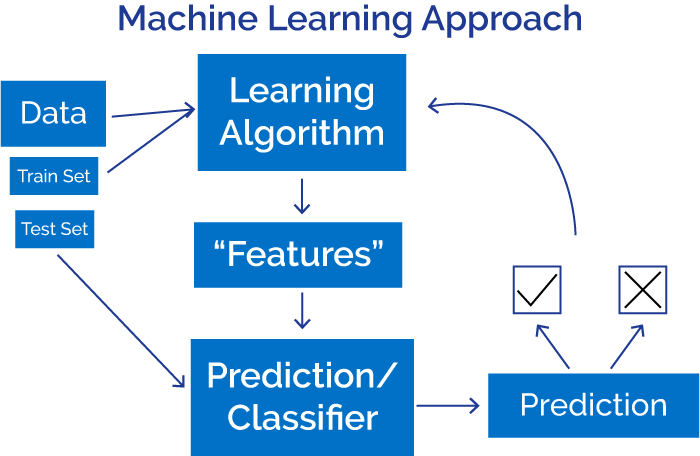 Machine Learning Approach
Data
Train Set
Test Set
Learning
Algorithm
“Features”
Prediction/
Classifier
Prediction